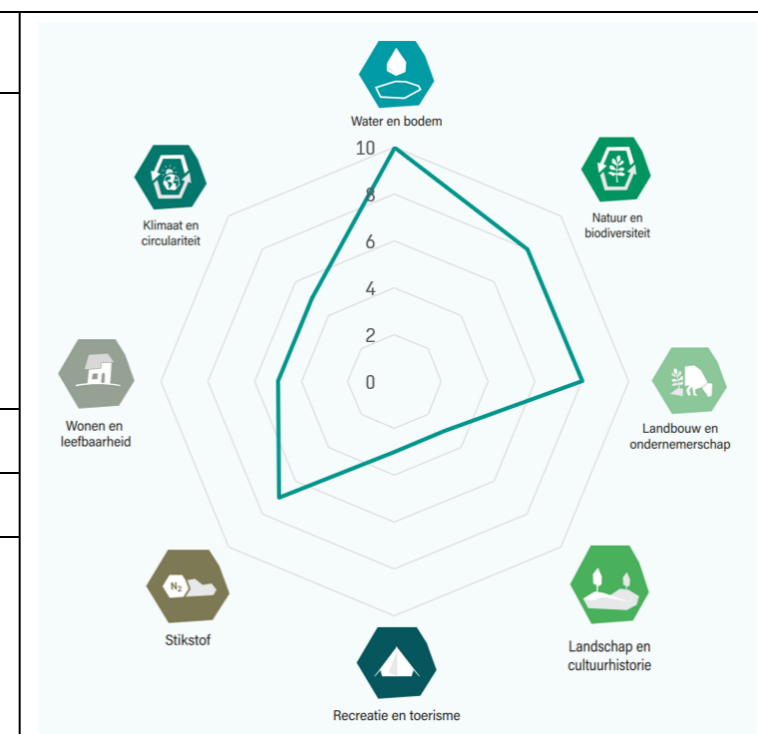 Water en bodem
10
8
6
4
2
0
Natuur en
biodiversiteit
Klimaat en
circulariteit
Wonen en
leefbaarheid
Landbouw en
ondernemerschap
N2
Stikstof
Landschap en
cultuurhistorie
Recreatie en toerisme